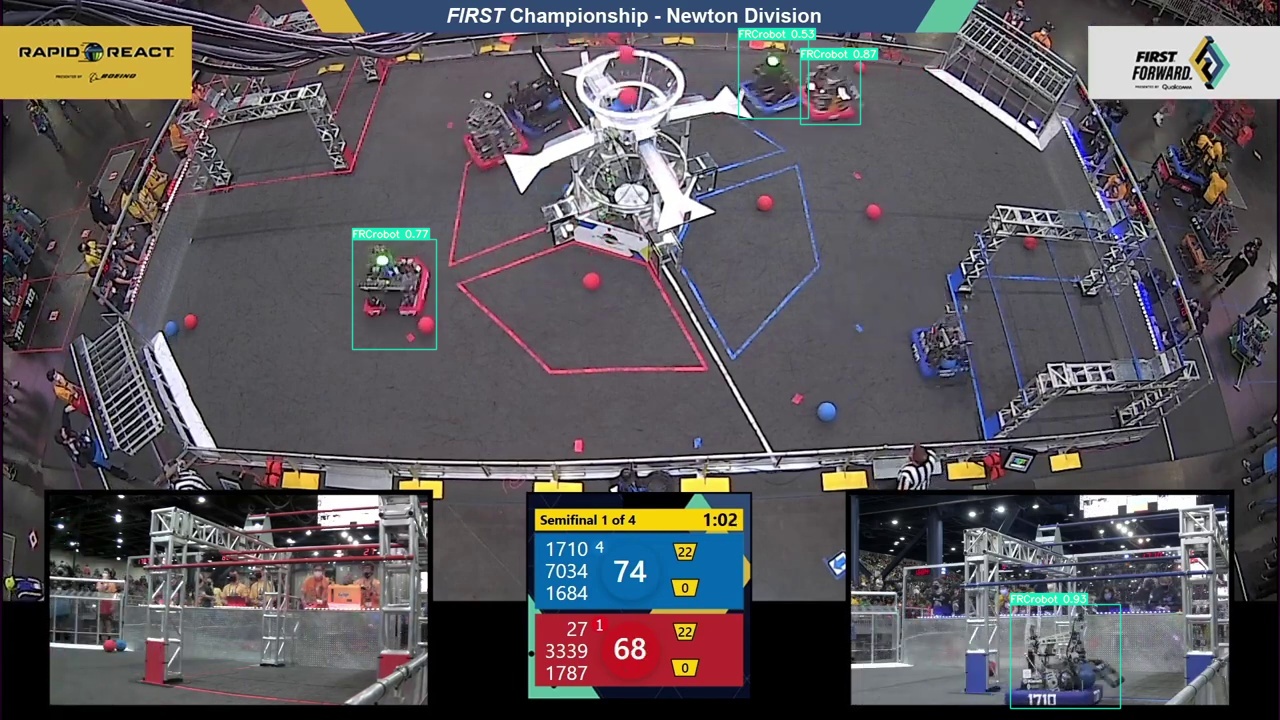 FIRST Championship - Newton Division
RAPID REACT
PRESENTED BY BOEING
FIRST
FORWARD
PRESENTED BY Qualcomm
FRCrobot 0.53
FRCrobot 0.87
FRCrobot 0.77
FRCrobot 0.93
1710
Semifinal 1 of 4 1:02
1710 4 22
7034 74
1684 0
27 1 22
3339 68
1787 0